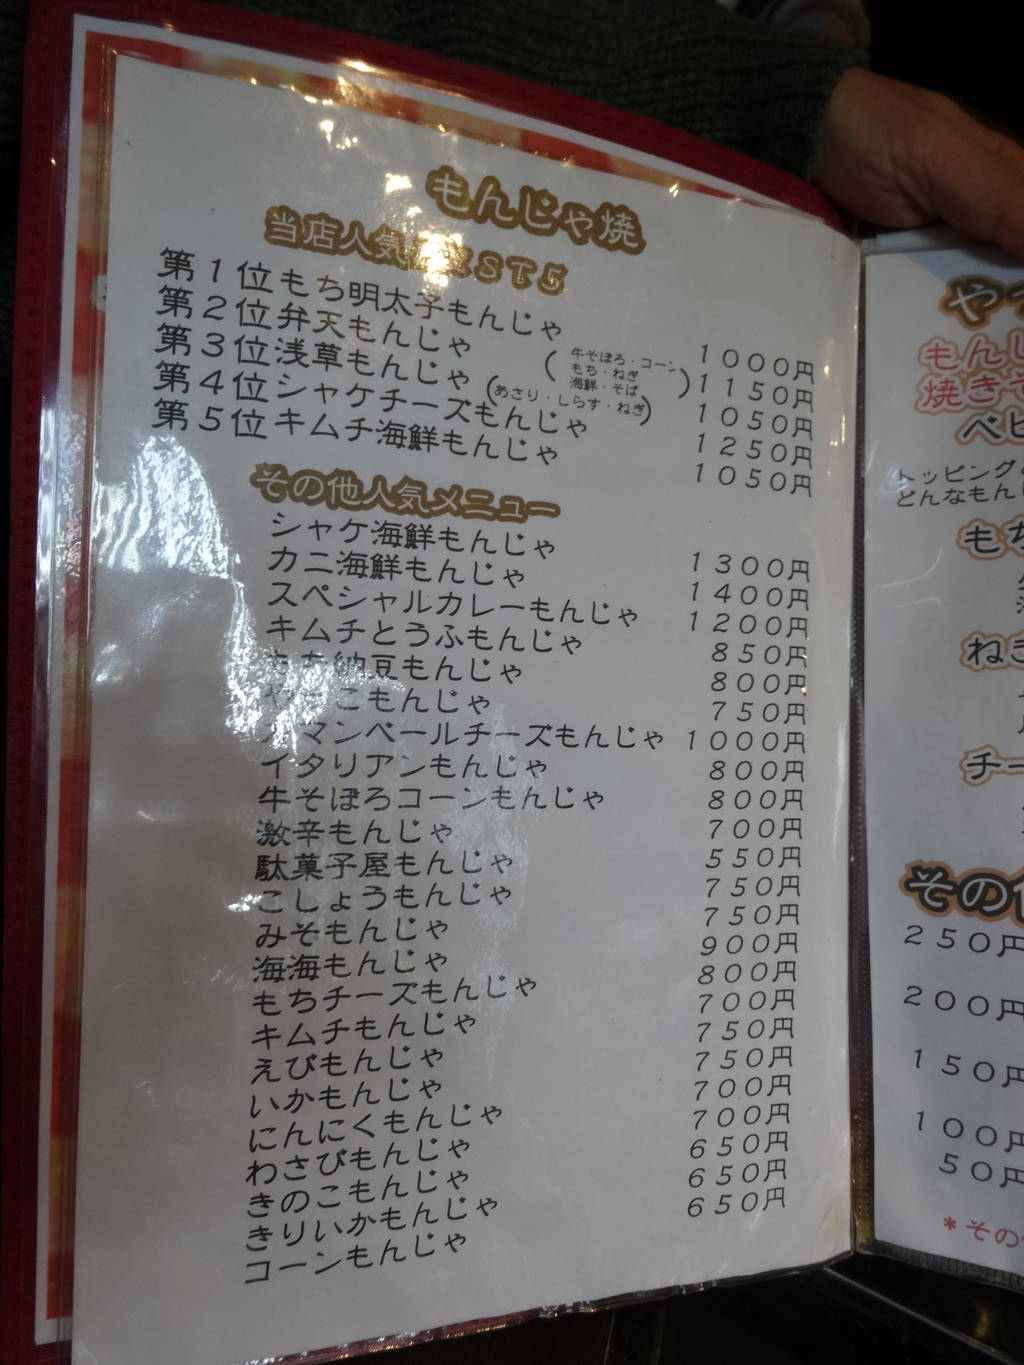 もんじゃ焼
当店人気 BEST5
第1位もち明太子もんじゃ 1000円
第2位弁天もんじゃ (牛そぼろ・コーン もち・ねぎ 海鮮・そば) 1150円
第3位浅草もんじゃ (あさり・しらす・ねぎ) 1050円
第4位シャケチーズもんじゃ 1250円
第5位キムチ海鮮もんじゃ 1050円
その他人気メニュー
シャケ海鮮もんじゃ 1300円
カニ海鮮もんじゃ 1400円
スペシャルカレーもんじゃ 1200円
キムチとうふもんじゃ 850円
もち納豆もんじゃ 800円
こもんじゃ 750円
カマンベールチーズもんじゃ 1000円
イタリアンもんじゃ 800円
牛そぼろコーンもんじゃ 800円
激辛もんじゃ 700円
駄菓子屋もんじゃ 550円
こしょうもんじゃ 750円
みそもんじゃ 750円
海海もんじゃ 900円
もちチーズもんじゃ 800円
キムチもんじゃ 700円
えびもんじゃ 750円
いかもんじゃ 750円
にんにくもんじゃ 700円
わさびもんじゃ 700円
きのこもんじゃ 650円
きりいかもんじゃ 650円
コーンもんじゃ 650円
や
もんじ
焼きそ
ベビ
トッピング
どんなもん
もち
ねぎ
チー
その
250円
200円
150円
100円
50円
*その